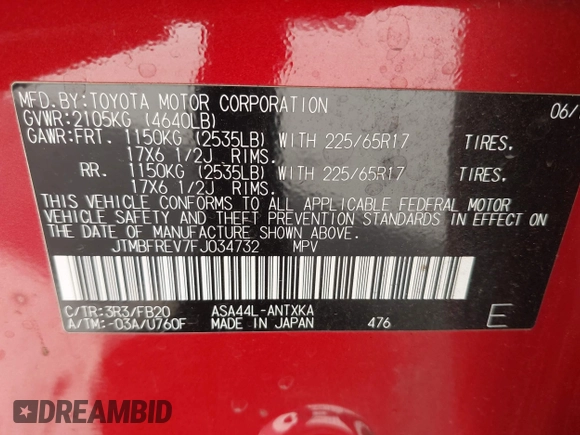 MFD.BY:TOYOTA MOTOR CORPORATION 06/
GVWR:2105KG (4640LB)
GAWR:FRT. 1150KG (2535LB) WITH 225/65R17 TIRES.
17X6 1/2J RIMS.
RR. 1150KG (2535LB) WITH 225/65R17 TIRES.
17X6 1/2J RIMS.
THIS VEHICLE CONFORMS TO ALL APPLICABLE FEDERAL MOTOR
VEHICLE SAFETY AND THEFT PREVENTION STANDARDS IN EFFECT ON
THE DATE OF MANUFACTURE SHOWN ABOVE.
JTMBFREV7FJ034732 MPV
C/TR:3R3/FB20 ASA44L-ANTXKA
A/TM:-03A/U760F MADE IN JAPAN 476 E
DREAMBID